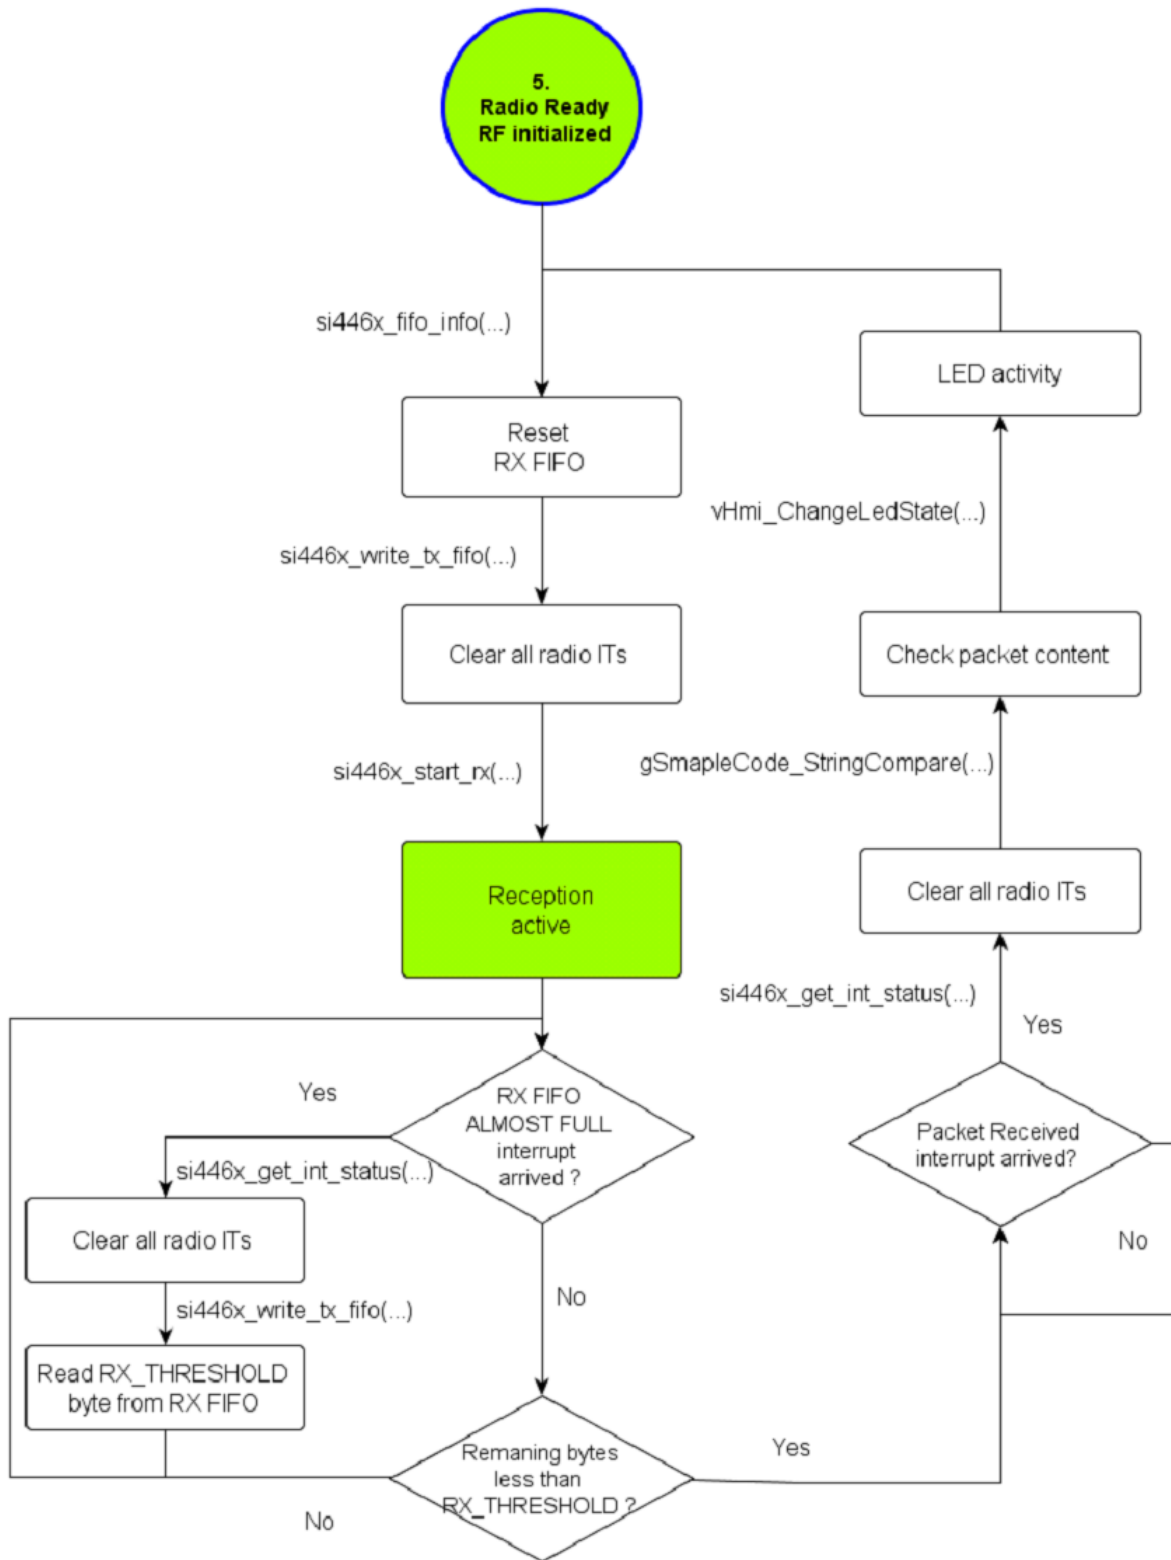 5.
Radio Ready
RF initialized
si446x_fifo_info(...)
Reset
RX FIFO
si446x_write_tx_fifo(...)
Clear all radio ITs
si446x_start_rx(...)
Reception
active
RX FIFO
ALMOST FULL
interrupt
arrived ?
Yes
si446x_get_int_status(...)
Clear all radio ITs
si446x_write_tx_fifo(...)
Read RX_THRESHOLD
byte from RX FIFO
No
Remaning bytes
less than
RX_THRESHOLD ?
No
Yes
Packet Received
interrupt arrived?
No
Yes
si446x_get_int_status(...)
Clear all radio ITs
gSmapleCode_StringCompare(...)
Check packet content
vHmi_ChangeLedState(...)
LED activity